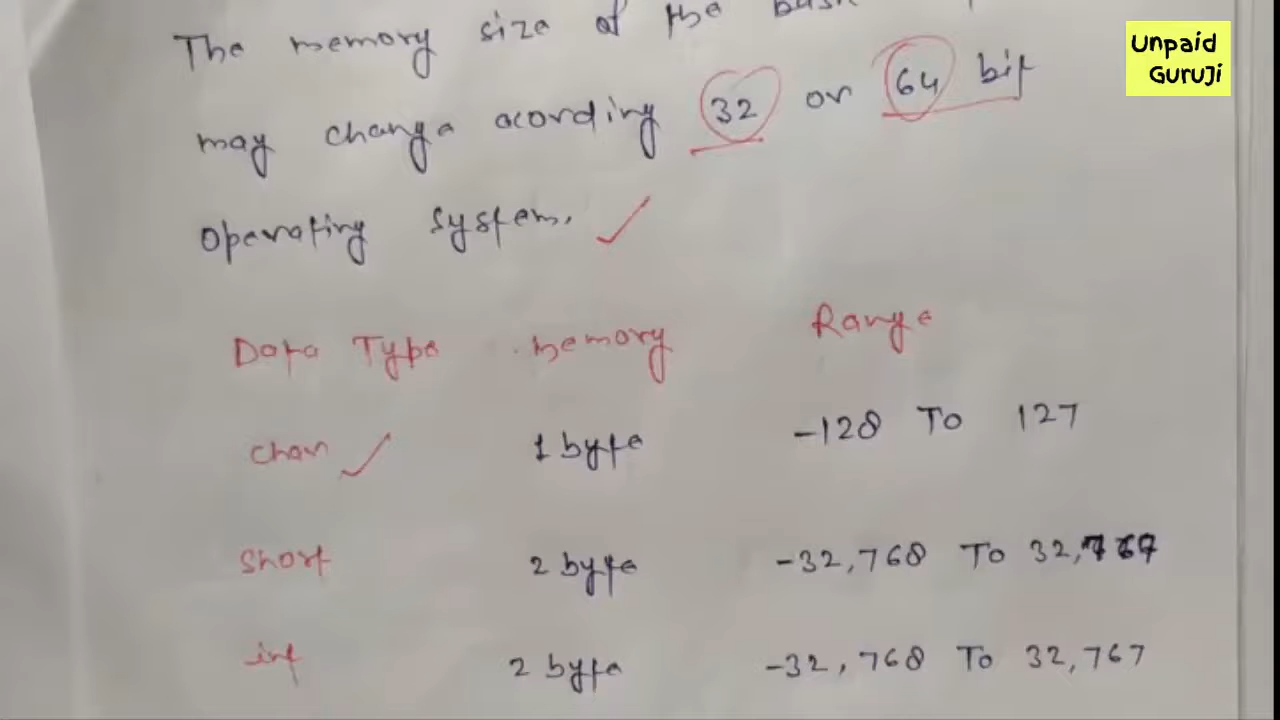 The memory size of the
may change acording 32 or 64 bit
operating system.
Data Type memory Range
char 1 byte -128 To 127
short 2 byte -32,768 To 32,767
int 2 byte -32,768 To 32,767
Unpaid
Guruji